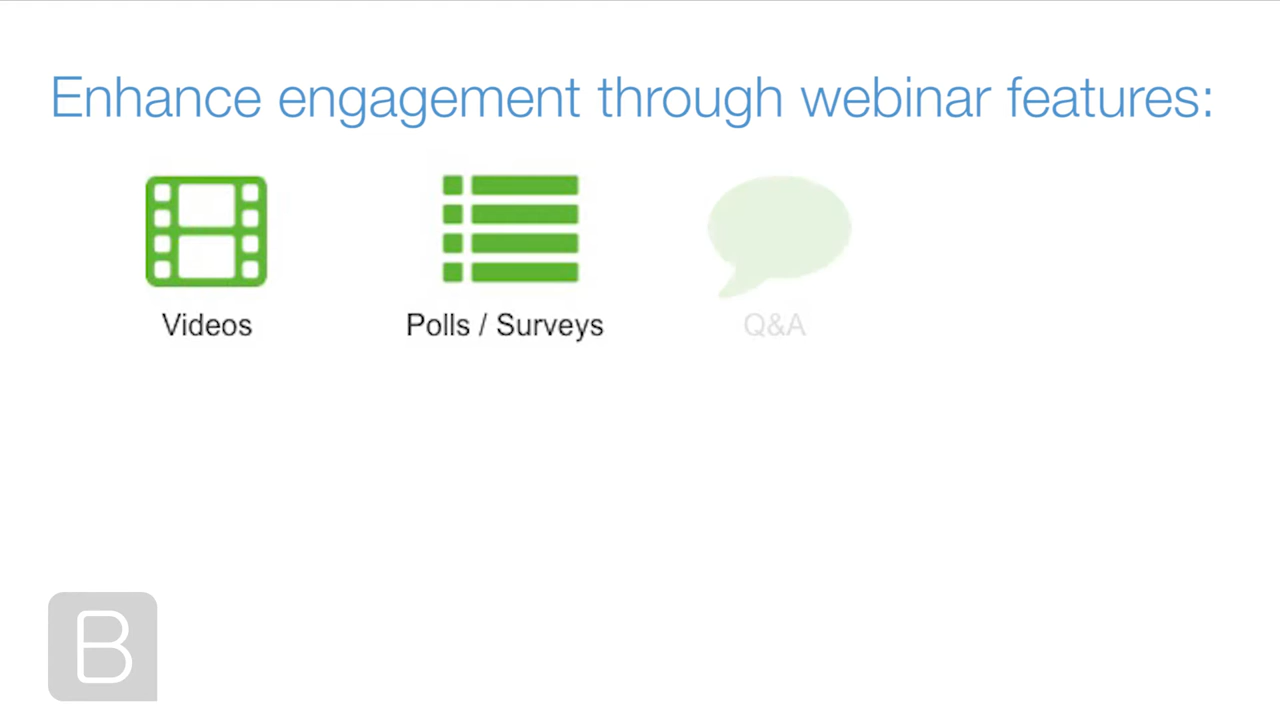 Enhance engagement through webinar features:
Videos
Polls / Surveys
Q&A
B